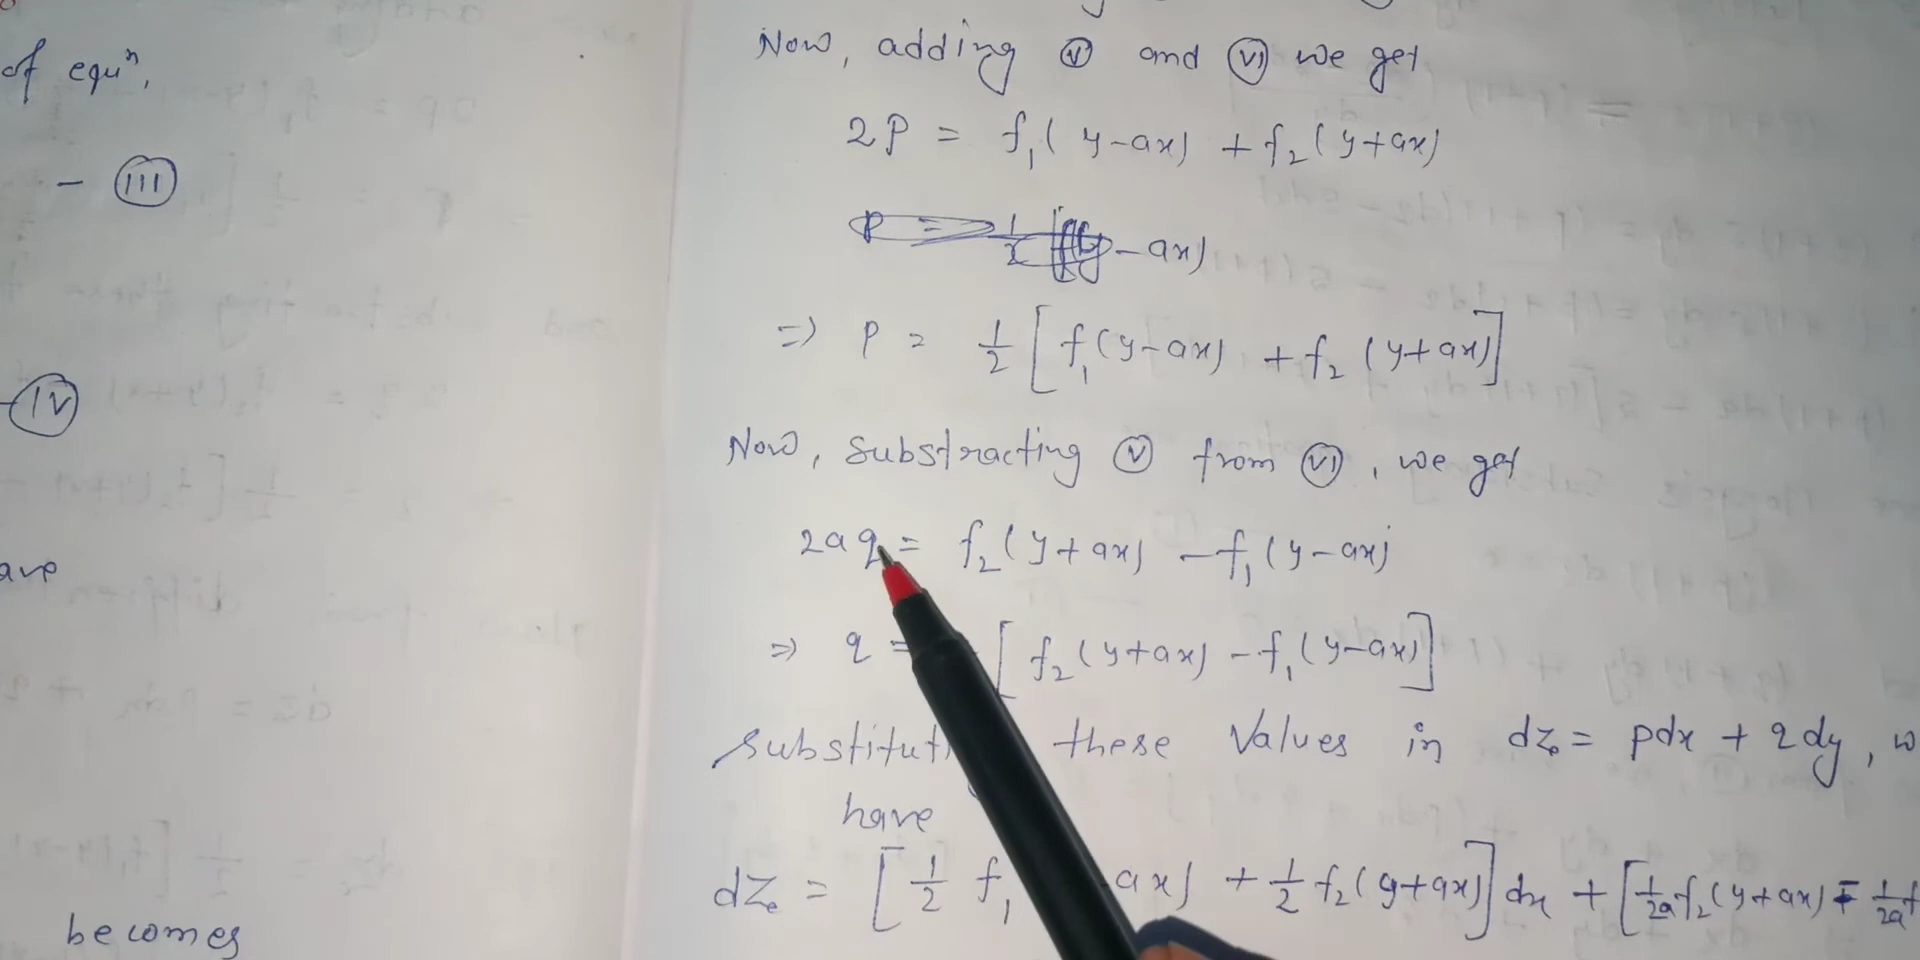 of equⁿ,
- (III)
- (IV)
becomes
Now, adding (V) and (VI) we get
2P = f₁(y-ax) + f₂(y+ax)
=) P = 1/2 [f₁(y-ax) + f₂(y+ax)]
Now, Substracting (V) from (VI), we get
2aq = f₂(y+ax) - f₁(y-ax)
=) q = [f₂(y+ax) - f₁(y-ax)]
these Values in dz = pdx + qdy,
have
dz = [1/2 f₁ ax) + 1/2 f₂(y+ax)] dx + [1/2a f₂(y+ax) - 1/2a f